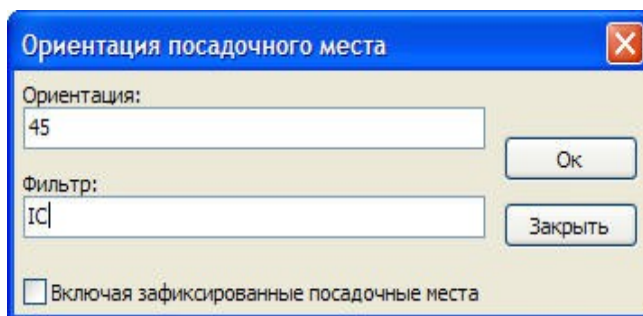 Ориентация посадочного места
Ориентация:
45
Ок
Фильтр:
IC
Закрыть
Включая зафиксированные посадочные места